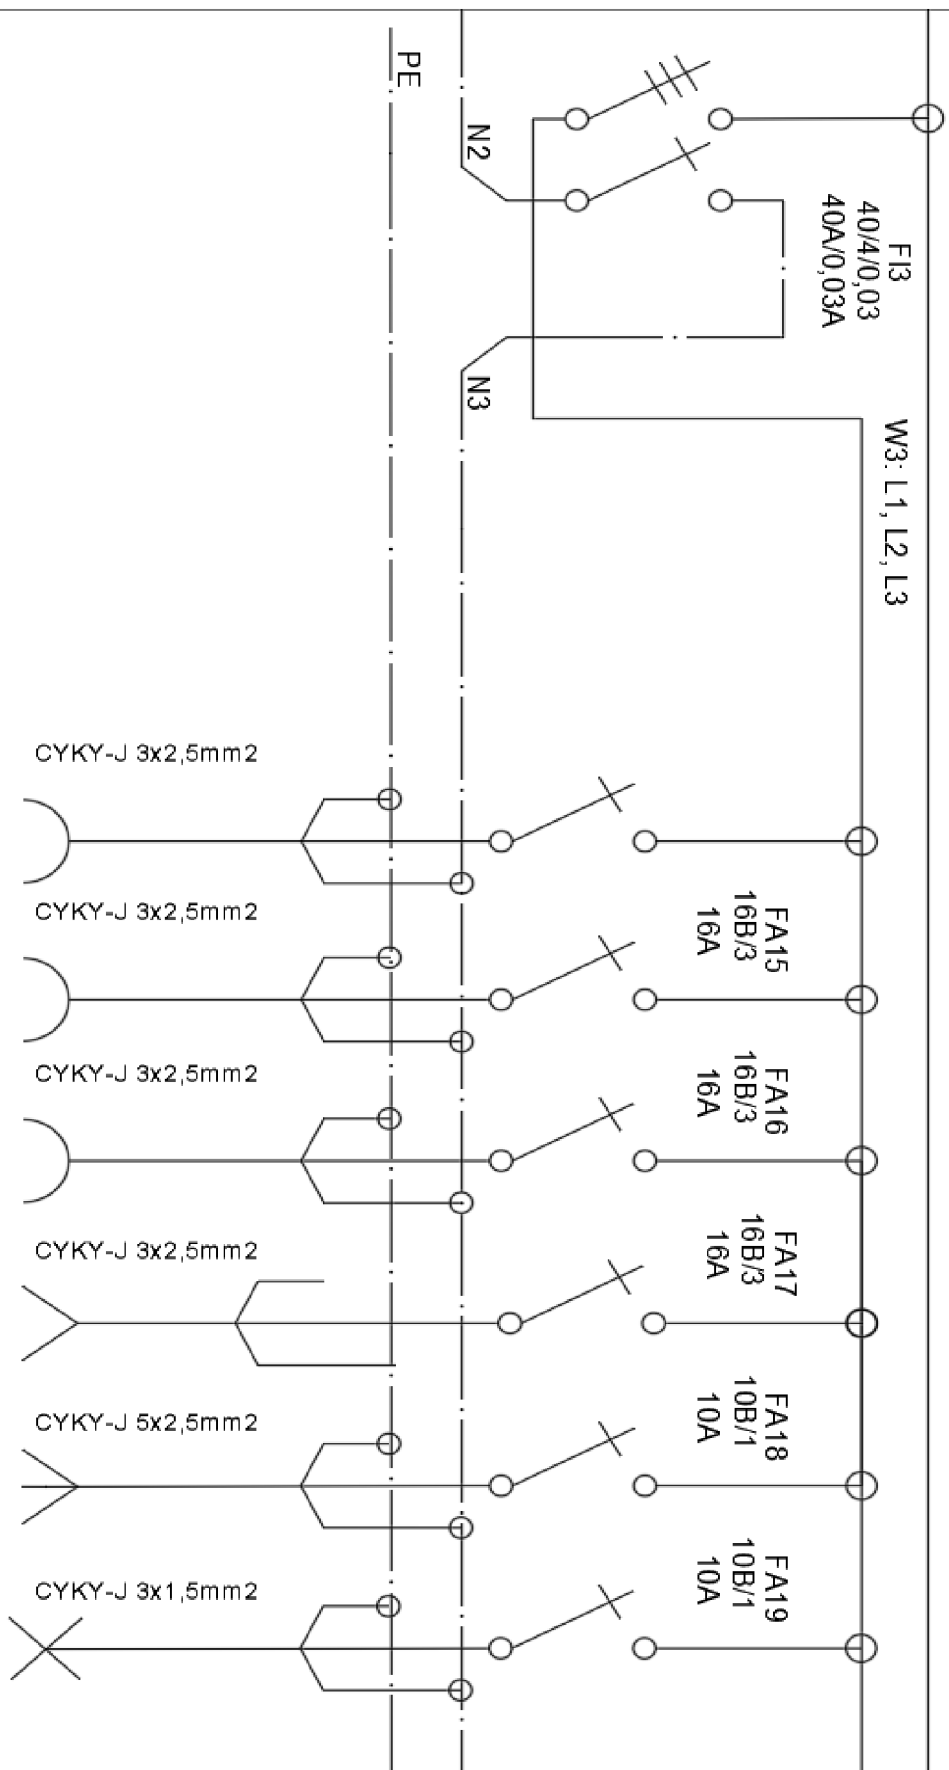 PE
N2
FI3
40/4/0,03
40A/0,03A
N3
W3: L1, L2, L3
CYKY-J 3x2,5mm2
FA15
16B/3
16A
CYKY-J 3x2,5mm2
FA16
16B/3
16A
CYKY-J 3x2,5mm2
FA17
16B/3
16A
CYKY-J 3x2,5mm2
FA18
10B/1
10A
CYKY-J 5x2,5mm2
FA19
10B/1
10A
CYKY-J 3x1,5mm2